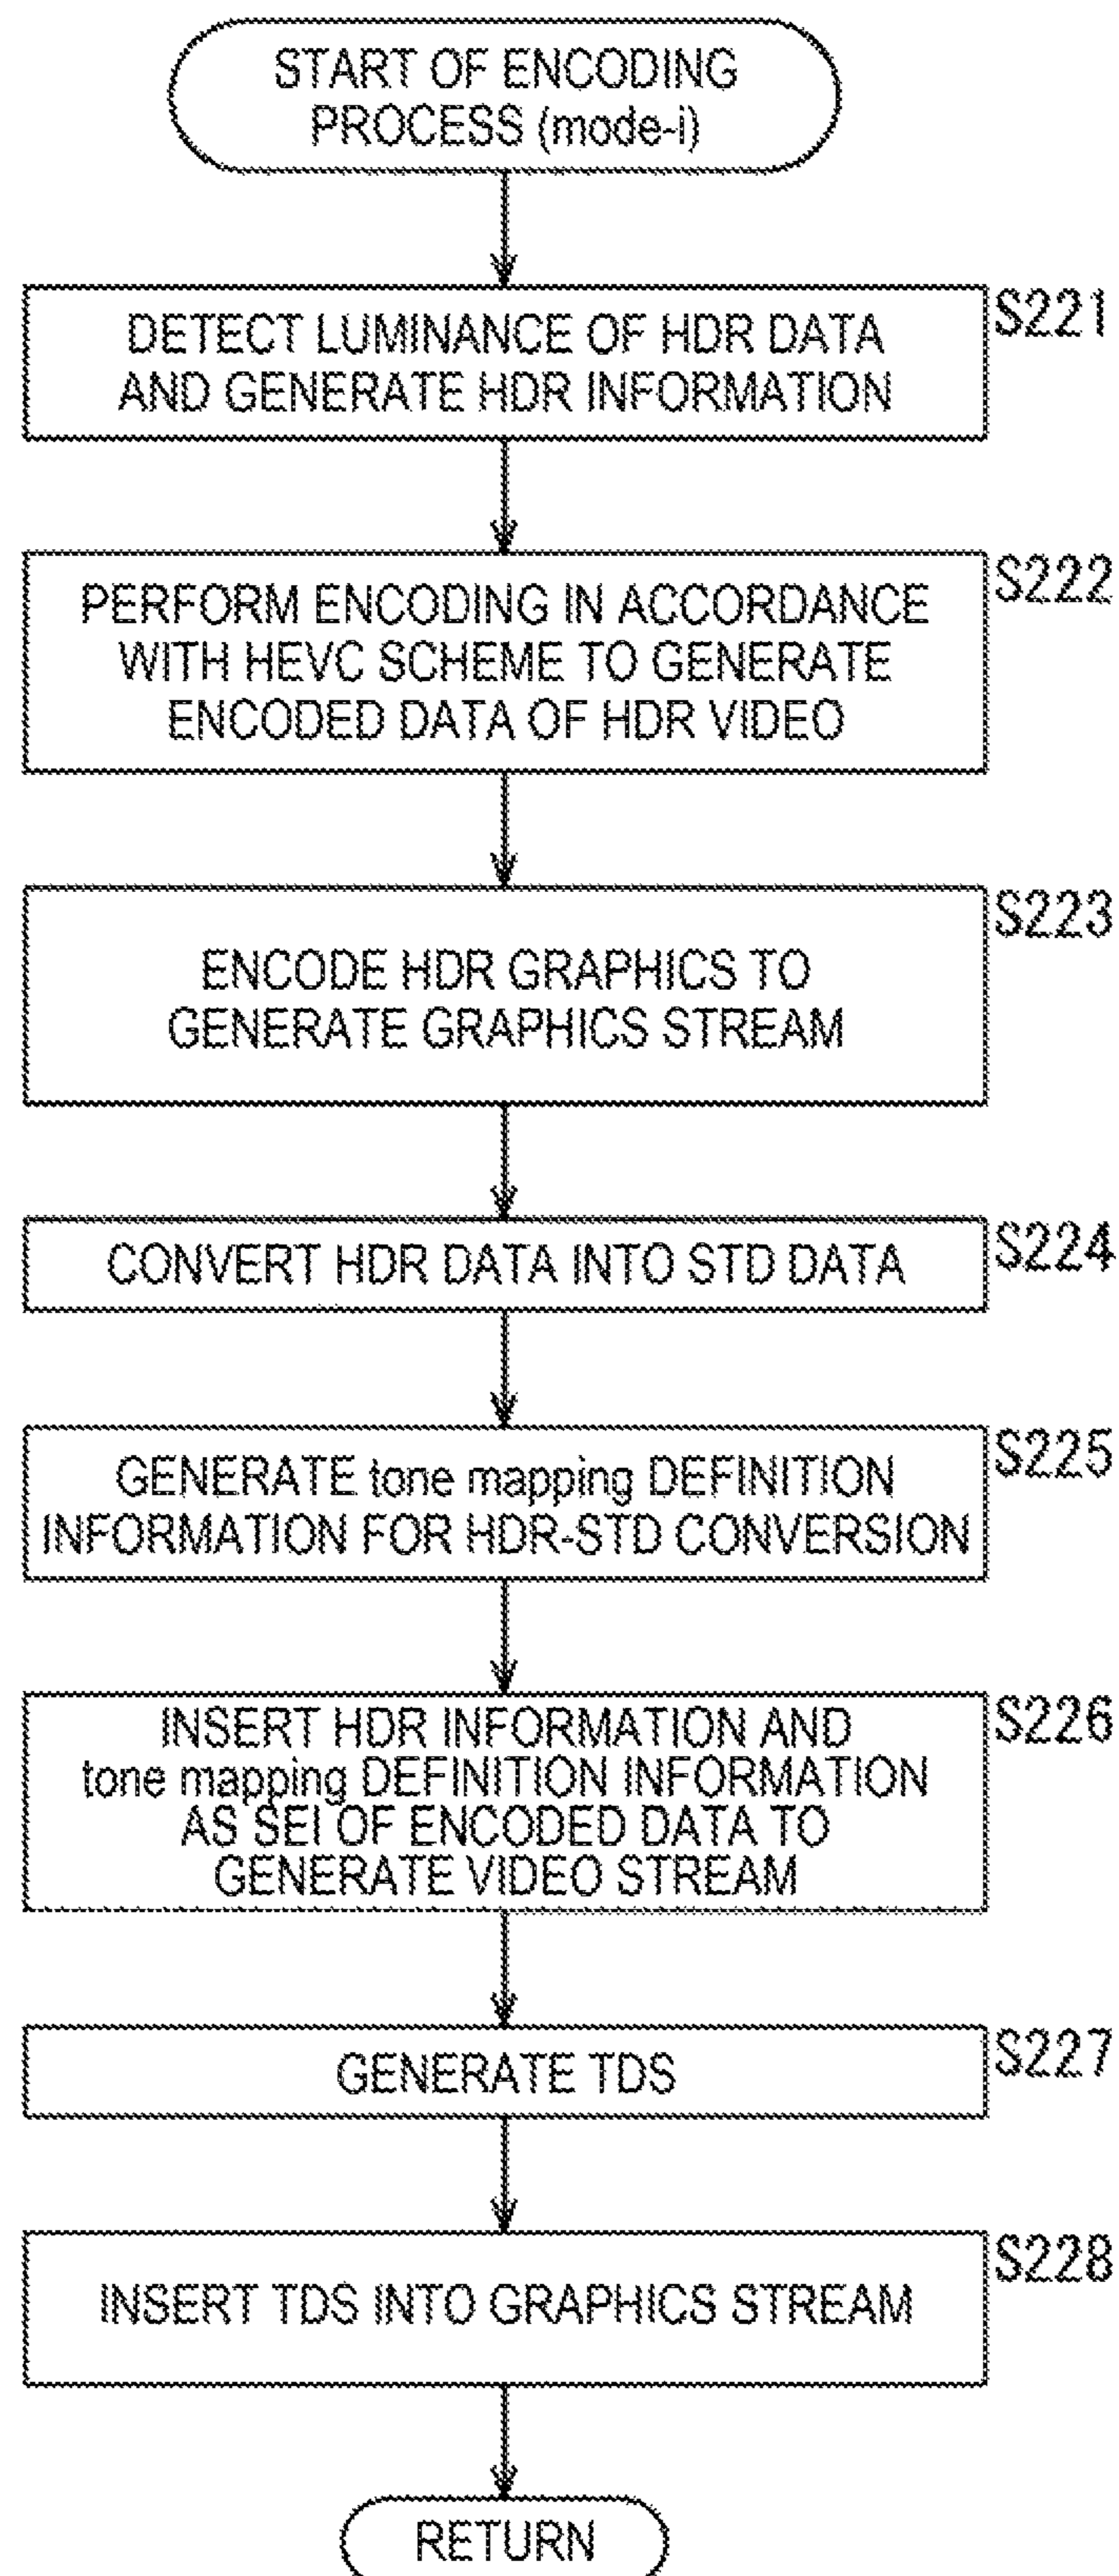 START OF ENCODING
PROCESS (mode-i)
DETECT LUMINANCE OF HDR DATA
AND GENERATE HDR INFORMATION
S221
PERFORM ENCODING IN ACCORDANCE
WITH HEVC SCHEME TO GENERATE
ENCODED DATA OF HDR VIDEO
S222
ENCODE HDR GRAPHICS TO
GENERATE GRAPHICS STREAM
S223
CONVERT HDR DATA INTO STD DATA
S224
GENERATE tone mapping DEFINITION
INFORMATION FOR HDR-STD CONVERSION
S225
INSERT HDR INFORMATION AND
tone mapping DEFINITION INFORMATION
AS SEI OF ENCODED DATA TO
GENERATE VIDEO STREAM
S226
GENERATE TDS
S227
INSERT TDS INTO GRAPHICS STREAM
S228
RETURN